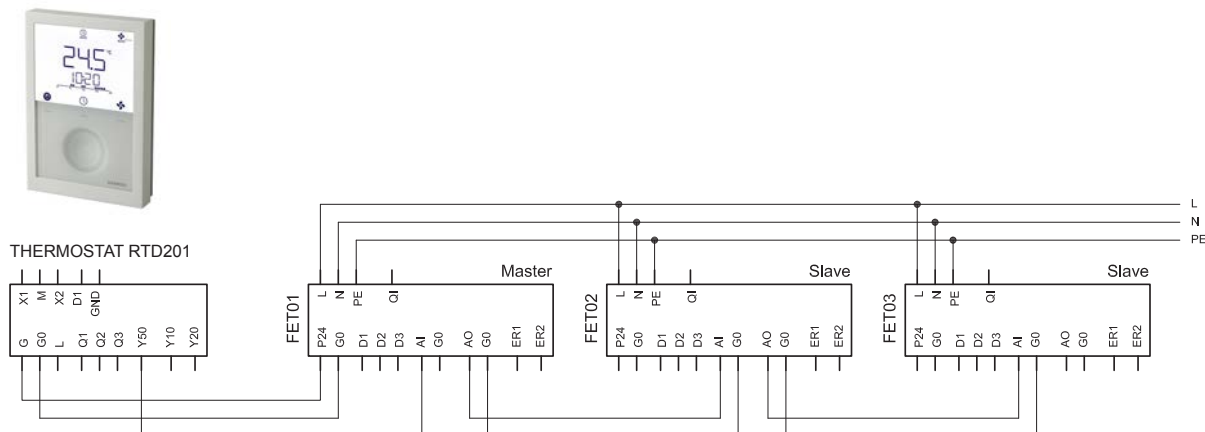 24.5 °C
10:20
L
N
PE
THERMOSTAT RTD201
Master
Slave
Slave
X1 M X2 D1 GND
L N PE QI
L N PE QI
L N PE QI
FET01
FET02
FET03
G G0 L Q1 Q2 Q3 Y50 Y10 Y20
P24 G0 D1 D2 D3 AI G0 AO G0 ER1 ER2
P24 G0 D1 D2 D3 AI G0 AO G0 ER1 ER2
P24 G0 D1 D2 D3 AI G0 AO G0 ER1 ER2